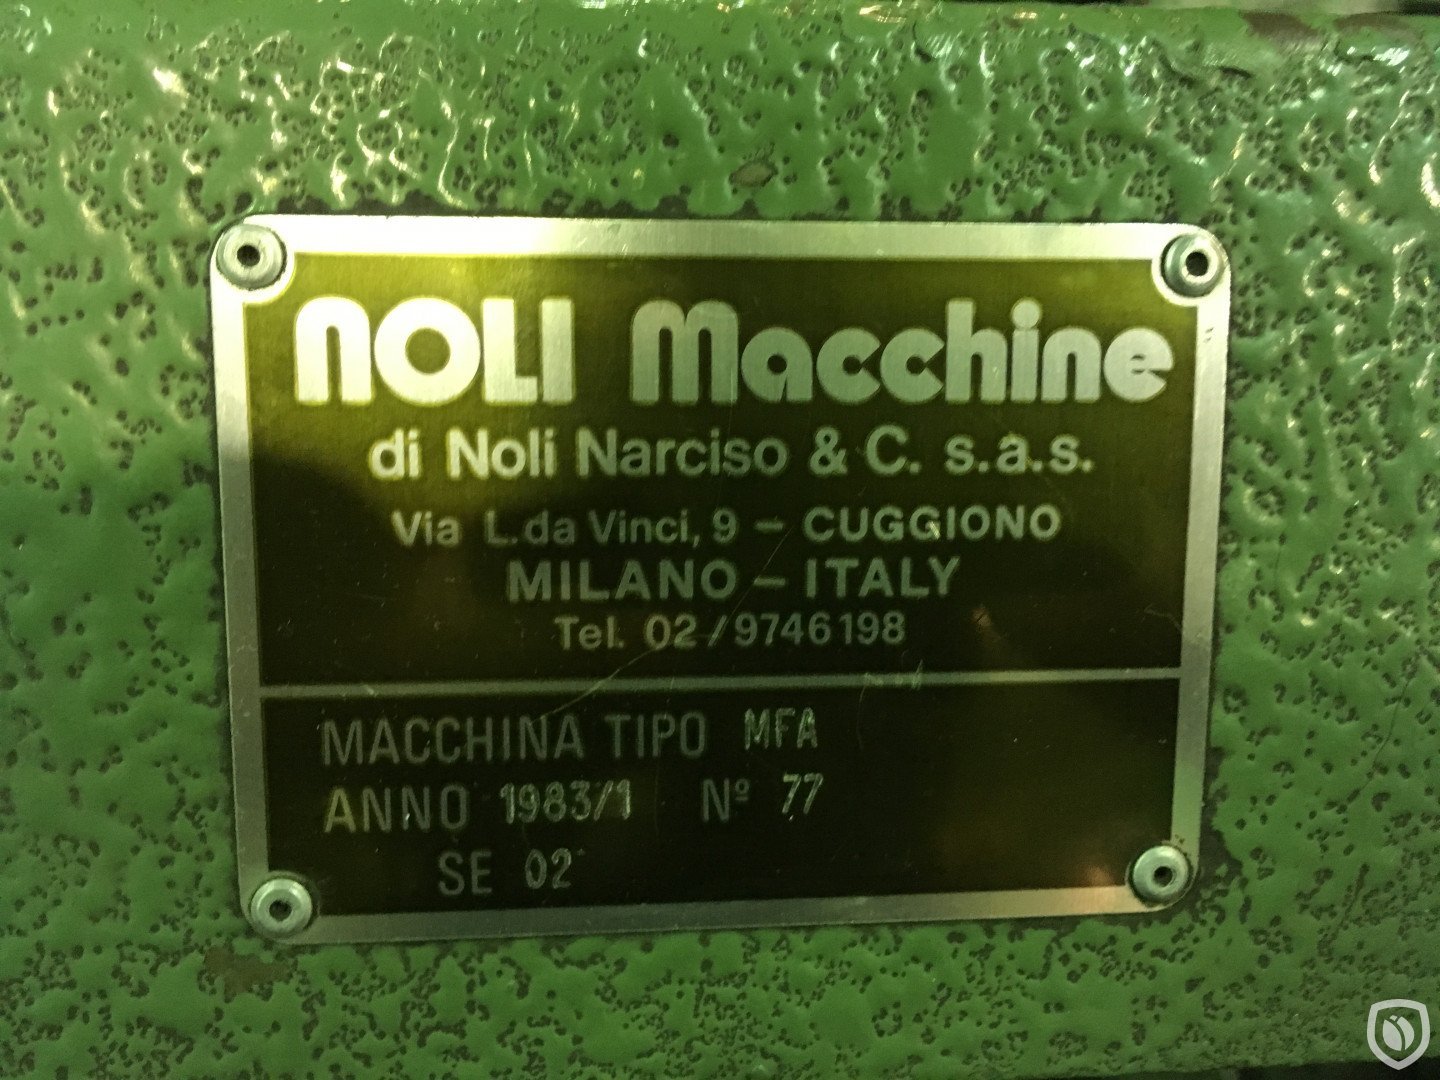 NOLI Macchine
di Noli Narciso & C. s.a.s.
Via L. da Vinci, 9 – CUGGIONO
MILANO – ITALY
Tel. 02/9746198
MACCHINA TIPO MFA
ANNO 1983/1 Nº 77
SE 02